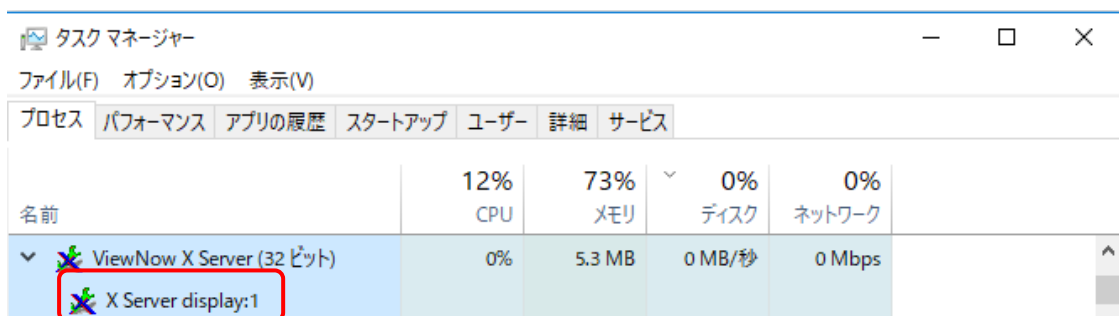 タスク マネージャー
ファイル(F) オプション(O) 表示(V)
プロセス パフォーマンス アプリの履歴 スタートアップ ユーザー 詳細 サービス
12% 73% 0% 0%
名前 CPU メモリ ディスク ネットワーク
ViewNow X Server (32 ビット) 0% 5.3 MB 0 MB/秒 0 Mbps
X Server display:1